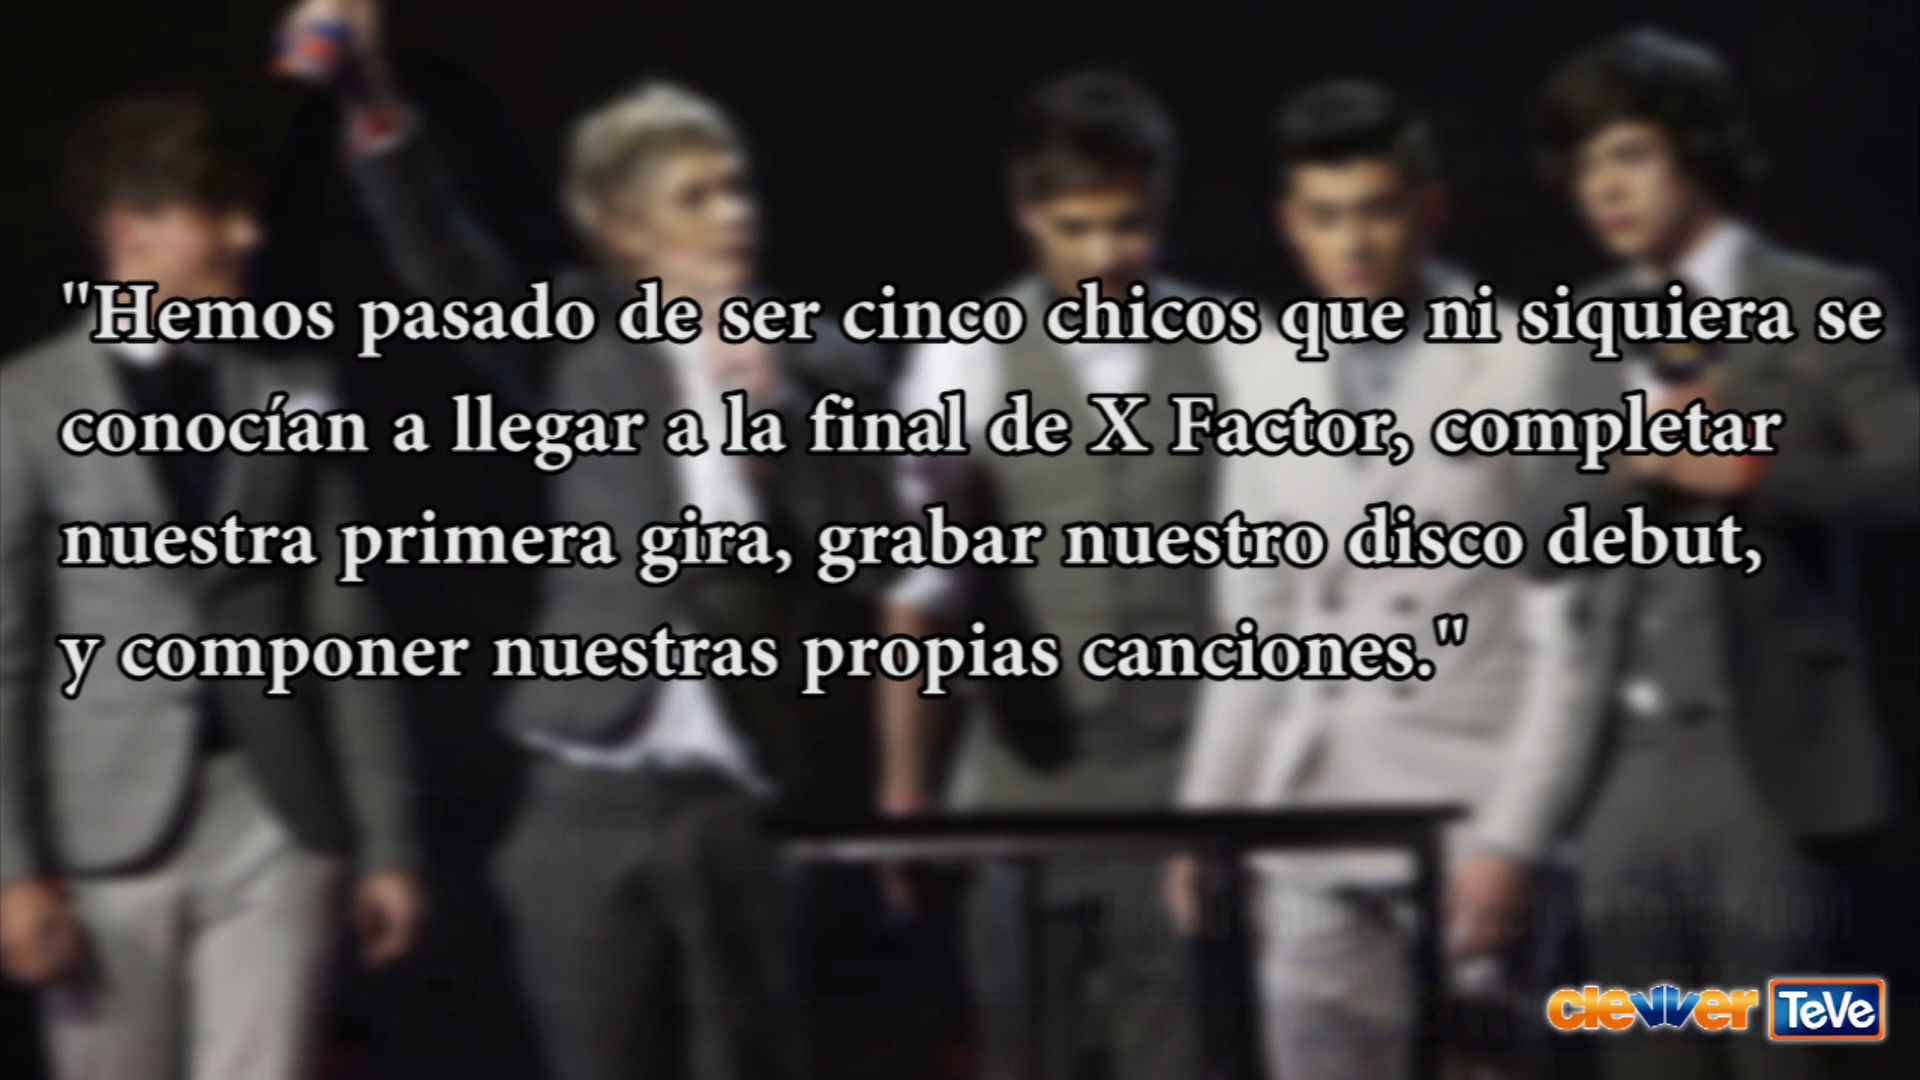 "Hemos pasado de ser cinco chicos que ni siquiera se
conocían a llegar a la final de X Factor, completar
nuestra primera gira, grabar nuestro disco debut,
y componer nuestras propias canciones."
clevver TeVe